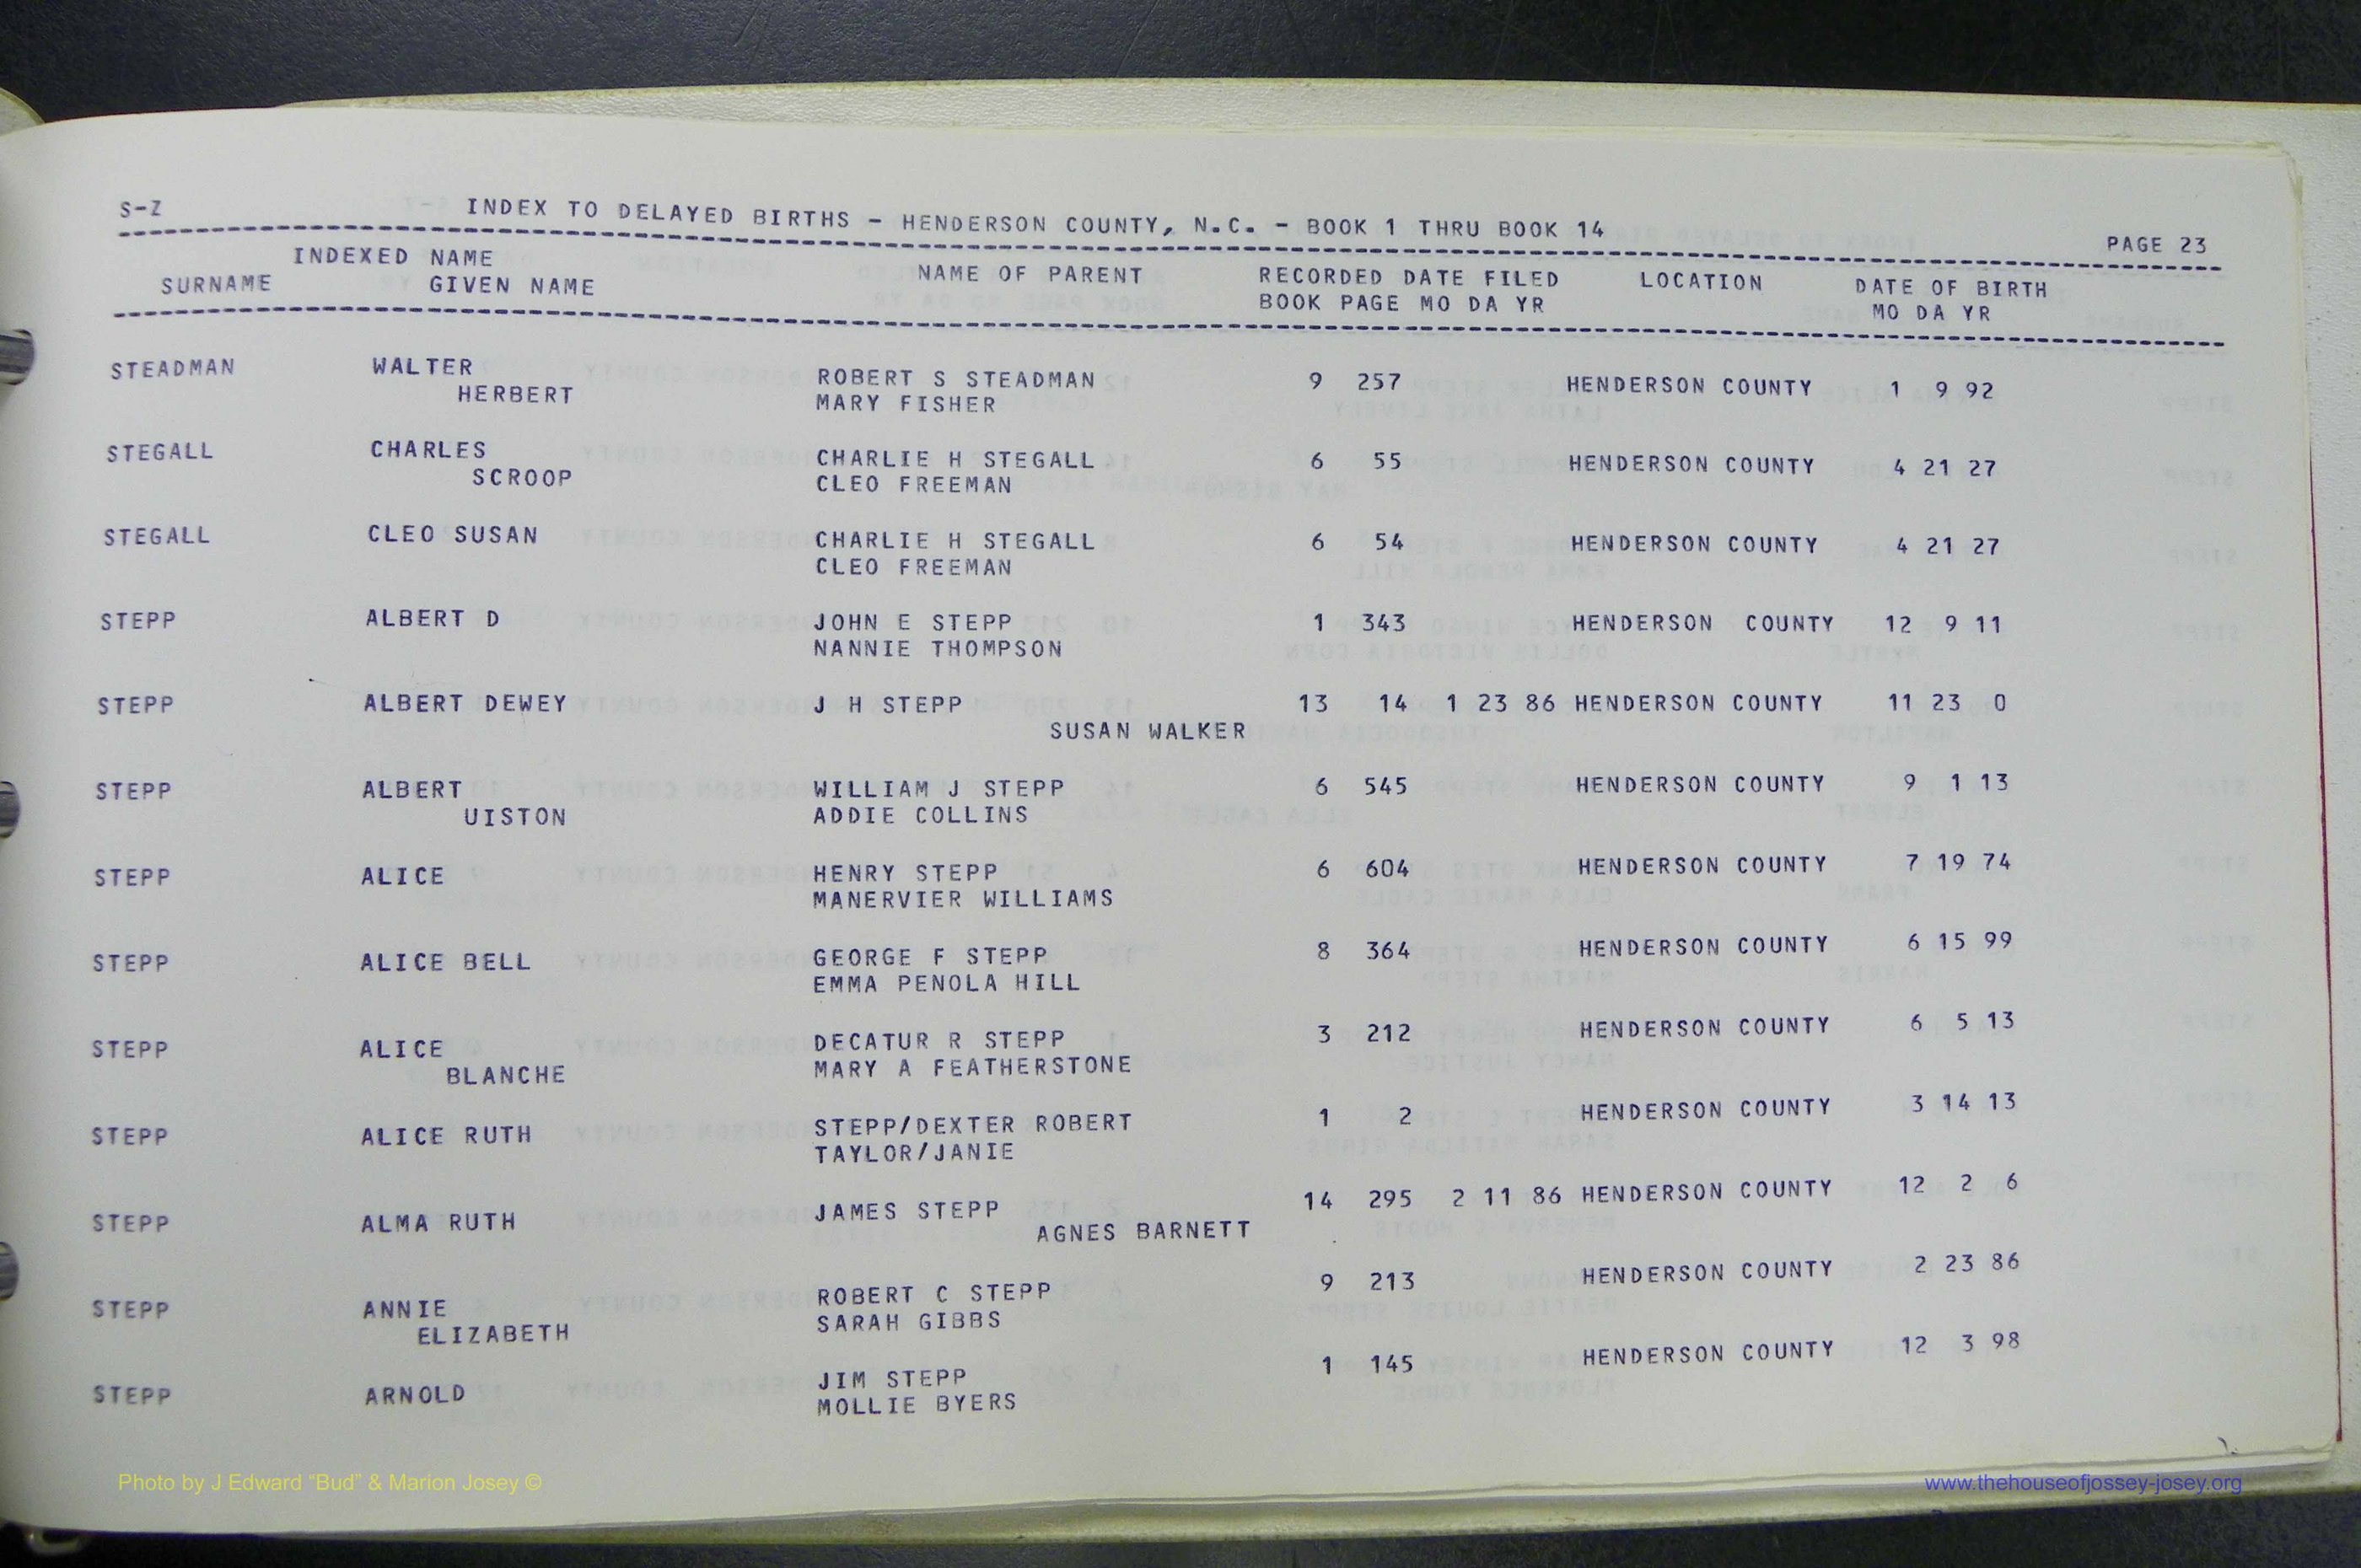 S-Z INDEX TO DELAYED BIRTHS - HENDERSON COUNTY, N.C. - BOOK 1 THRU BOOK 14 PAGE 23
INDEXED NAME NAME OF PARENT RECORDED DATE FILED LOCATION DATE OF BIRTH
SURNAME GIVEN NAME BOOK PAGE MO DA YR MO DA YR
STEADMAN WALTER ROBERT S STEADMAN 9 257 HENDERSON COUNTY 1 9 92
HERBERT MARY FISHER
STEGALL CHARLES CHARLIE H STEGALL 6 55 HENDERSON COUNTY 4 21 27
SCROOP CLEO FREEMAN
STEGALL CLEO SUSAN CHARLIE H STEGALL 6 54 HENDERSON COUNTY 4 21 27
CLEO FREEMAN
STEPP ALBERT D JOHN E STEPP 1 343 HENDERSON COUNTY 12 9 11
NANNIE THOMPSON
STEPP ALBERT DEWEY J H STEPP 13 14 1 23 86 HENDERSON COUNTY 11 23 0
SUSAN WALKER
STEPP ALBERT WILLIAM J STEPP 6 545 HENDERSON COUNTY 9 1 13
UISTON ADDIE COLLINS
STEPP ALICE HENRY STEPP 6 604 HENDERSON COUNTY 7 19 74
MANERVIER WILLIAMS
STEPP ALICE BELL GEORGE F STEPP 8 364 HENDERSON COUNTY 6 15 99
EMMA PENOLA HILL
STEPP ALICE DECATUR R STEPP 3 212 HENDERSON COUNTY 6 5 13
BLANCHE MARY A FEATHERSTONE
STEPP ALICE RUTH STEPP/DEXTER ROBERT 1 2 HENDERSON COUNTY 3 14 13
TAYLOR/JANIE
STEPP ALMA RUTH JAMES STEPP 14 295 2 11 86 HENDERSON COUNTY 12 2 6
AGNES BARNETT
STEPP ANNIE ROBERT C STEPP 9 213 HENDERSON COUNTY 2 23 86
ELIZABETH SARAH GIBBS
STEPP ARNOLD JIM STEPP 1 145 HENDERSON COUNTY 12 3 98
MOLLIE BYERS
Photo by J Edward "Bud" & Marion Josey © www.thehouseofjossey-josey.org